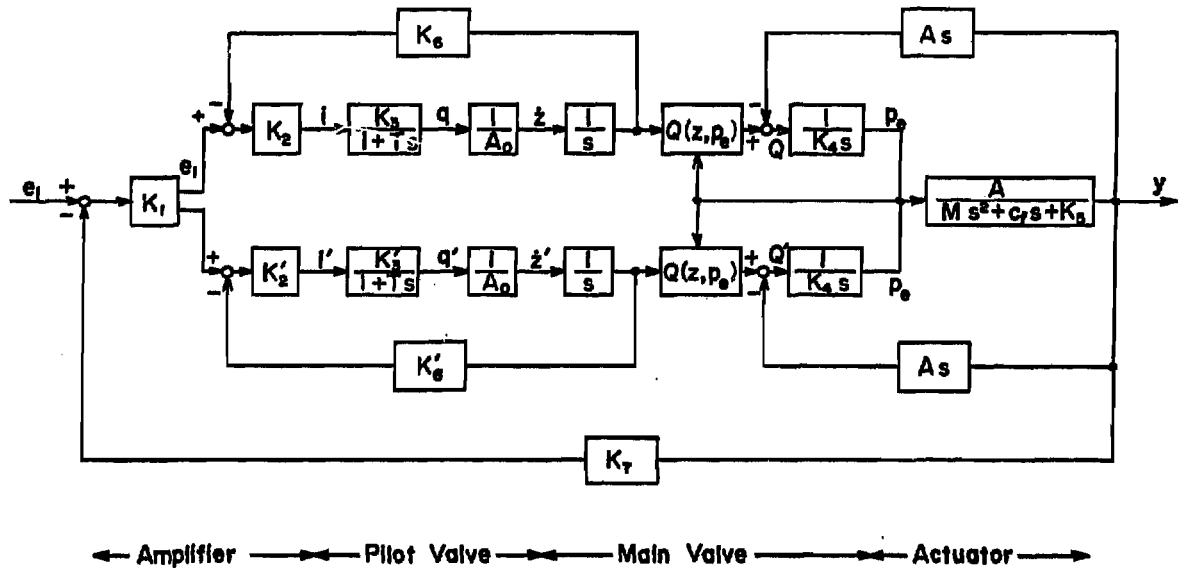 K₆
As
+ −
K₂
i
K₃ / 1+Ts
q
1 / A₀
ż
1 / s
Q(z,pₑ)
− +
Q
1 / K₄s
pₑ
e₁
e₁ + −
K₁
A / Ms²+c₁s+K₅
y
+ −
K₂′
i′
K₃′ / 1+Ts
q′
1 / A₀
ż′
1 / s
Q(z,pₑ)
+ −
Q′
1 / K₄s
pₑ
K₆′
As
K₇
Amplifier Pilot Valve Main Valve Actuator